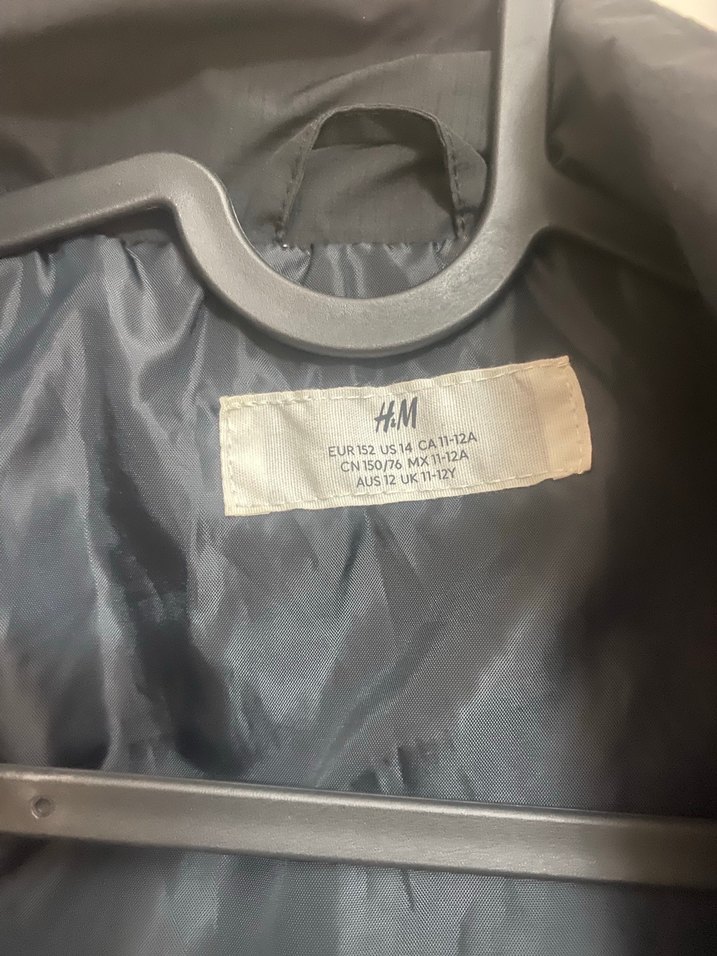 H&M
EUR 152 US 14 CA 11-12A
CN 150/76 MX 11-12A
AUS 12 UK 11-12Y